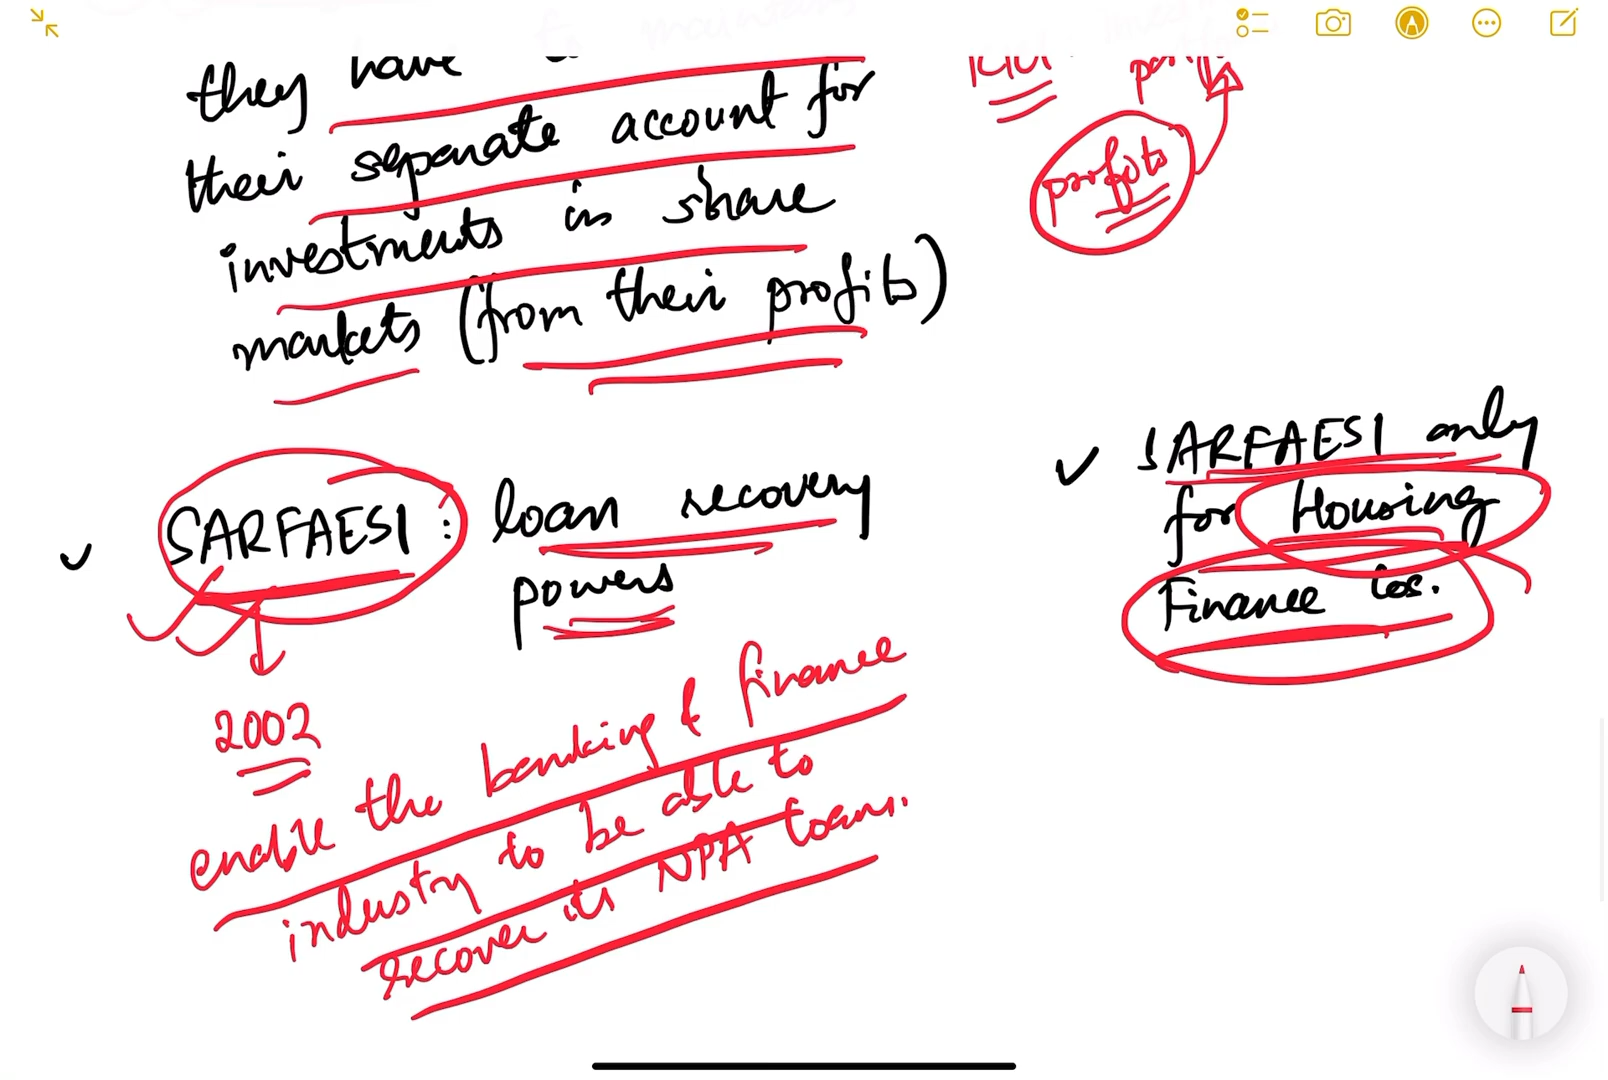 they have
their separate account for
investments in share
markets (from their profits)
profits
SARFAESI : loan recovery
powers
2002
enable the banking & finance
industry to be able to
recover its NPA loans.
SARFAESI only
for Housing
Finance Cos.